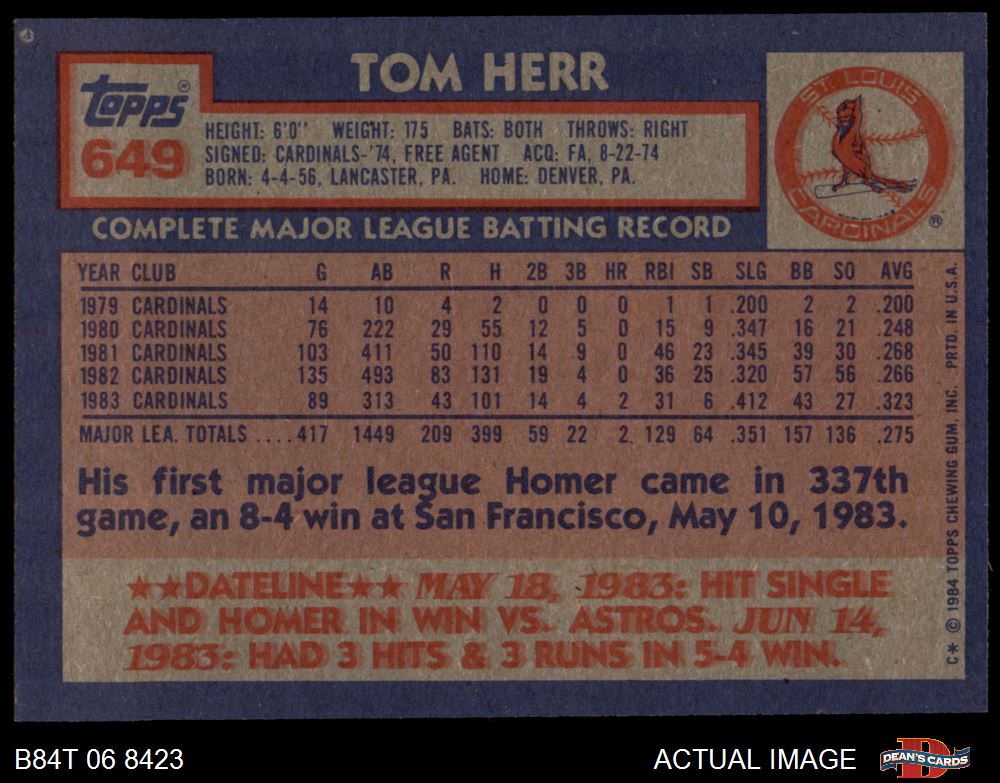 TOM HERR
Topps®
649
HEIGHT: 6'0" WEIGHT: 175 BATS: BOTH THROWS: RIGHT
SIGNED: CARDINALS-'74, FREE AGENT ACQ: FA, 8-22-74
BORN: 4-4-56, LANCASTER, PA. HOME: DENVER, PA.
ST. LOUIS
CARDINALS
®
COMPLETE MAJOR LEAGUE BATTING RECORD
YEAR CLUB G AB R H 2B 3B HR RBI SB SLG BB SO AVG
1979 CARDINALS 14 10 4 2 0 0 0 1 1 .200 2 2 .200
1980 CARDINALS 76 222 29 55 12 5 0 15 9 .347 16 21 .248
1981 CARDINALS 103 411 50 110 14 9 0 46 23 .345 39 30 .268
1982 CARDINALS 135 493 83 131 19 4 0 36 25 .320 57 56 .266
1983 CARDINALS 89 313 43 101 14 4 2 31 6 .412 43 27 .323
MAJOR LEA. TOTALS ....417 1449 209 399 59 22 2 129 64 .351 157 136 .275
His first major league Homer came in 337th
game, an 8-4 win at San Francisco, May 10, 1983.
★★DATELINE★★ MAY 18, 1983: HIT SINGLE
AND HOMER IN WIN VS. ASTROS. JUN 14,
1983: HAD 3 HITS & 3 RUNS IN 5-4 WIN.
C* © 1984 TOPPS CHEWING GUM, INC. PRTD. IN U.S.A.
B84T 06 8423
ACTUAL IMAGE
DEAN'S CARDS